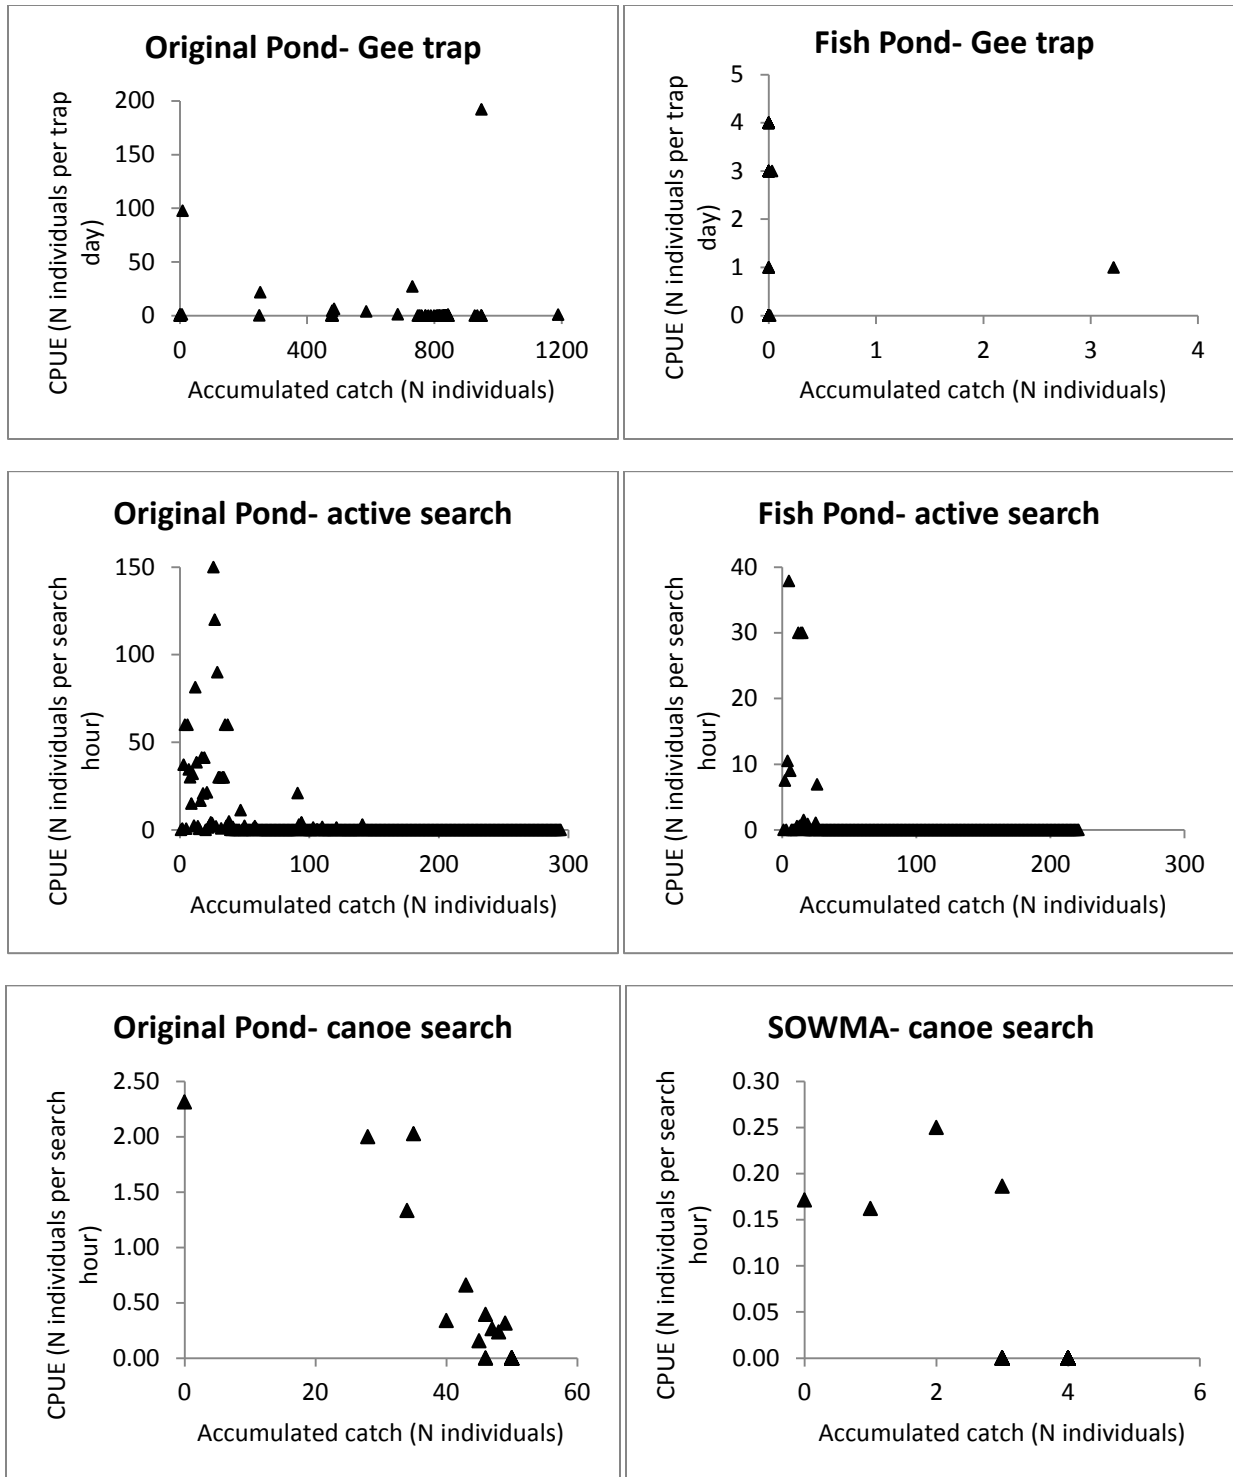 Original Pond- Gee trap
CPUE (N individuals per trap
day)
200
150
100
50
0
0 400 800 1200
Accumulated catch (N individuals)
Fish Pond- Gee trap
CPUE (N individuals per trap
day)
5
4
3
2
1
0
0 1 2 3 4
Accumulated catch (N individuals)
Original Pond- active search
CPUE (N individuals per search
hour)
150
100
50
0
0 100 200 300
Accumulated catch (N individuals)
Fish Pond- active search
CPUE (N individuals per search
hour)
40
30
20
10
0
0 100 200 300
Accumulated catch (N individuals)
Original Pond- canoe search
CPUE (N individuals per search
hour)
2.50
2.00
1.50
1.00
0.50
0.00
0 20 40 60
Accumulated catch (N individuals)
SOWMA- canoe search
CPUE (N individuals per search
hour)
0.30
0.25
0.20
0.15
0.10
0.05
0.00
0 2 4 6
Accumulated catch (N individuals)